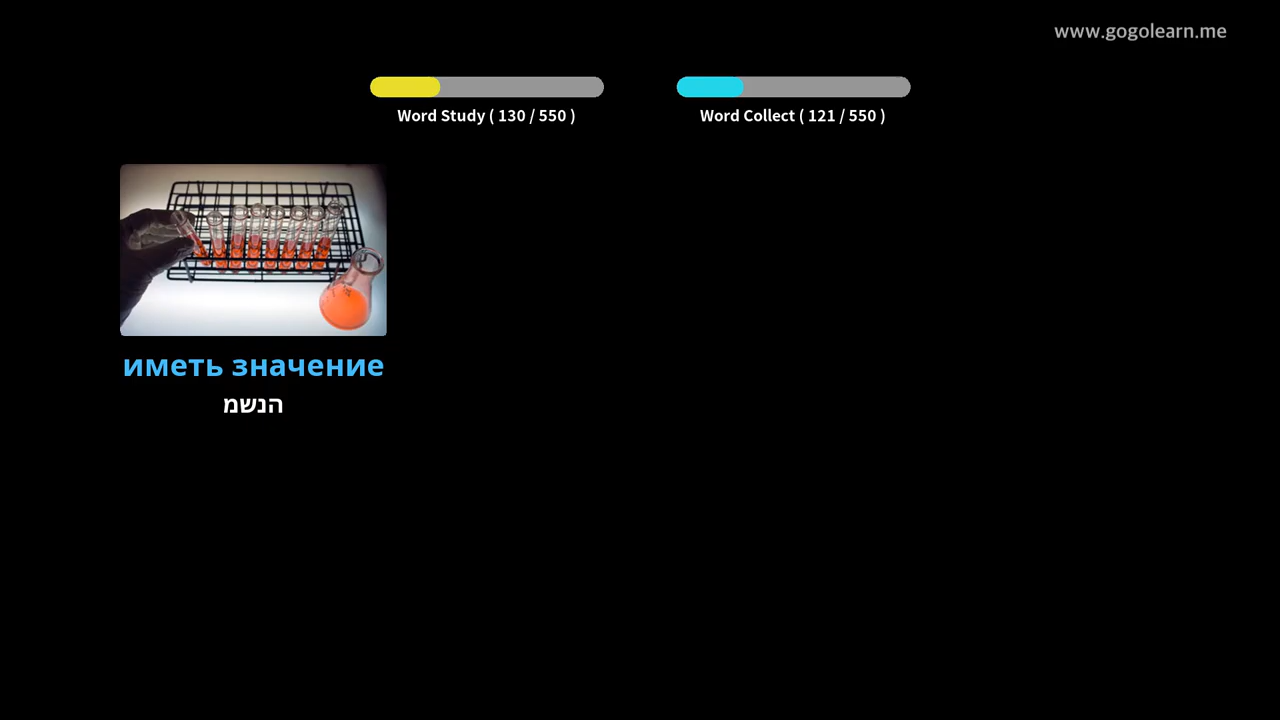 www.gogolearn.me
Word Study ( 130 / 550 )
Word Collect ( 121 / 550 )
иметь значение
הנשמ